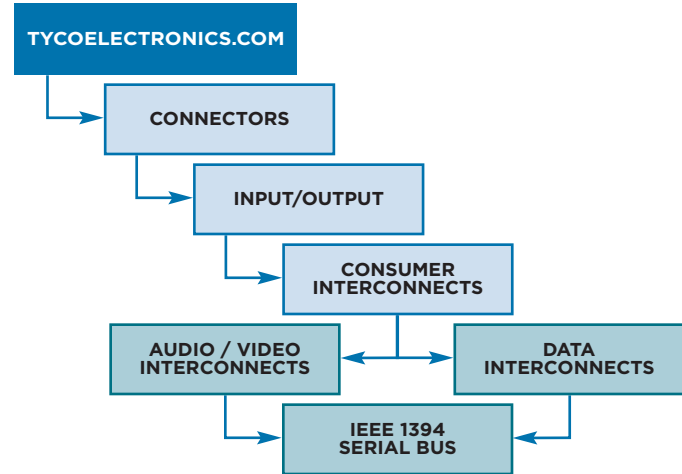 TYCOELECTRONICS.COM
CONNECTORS
INPUT/OUTPUT
CONSUMER
INTERCONNECTS
AUDIO / VIDEO
INTERCONNECTS
DATA
INTERCONNECTS
IEEE 1394
SERIAL BUS